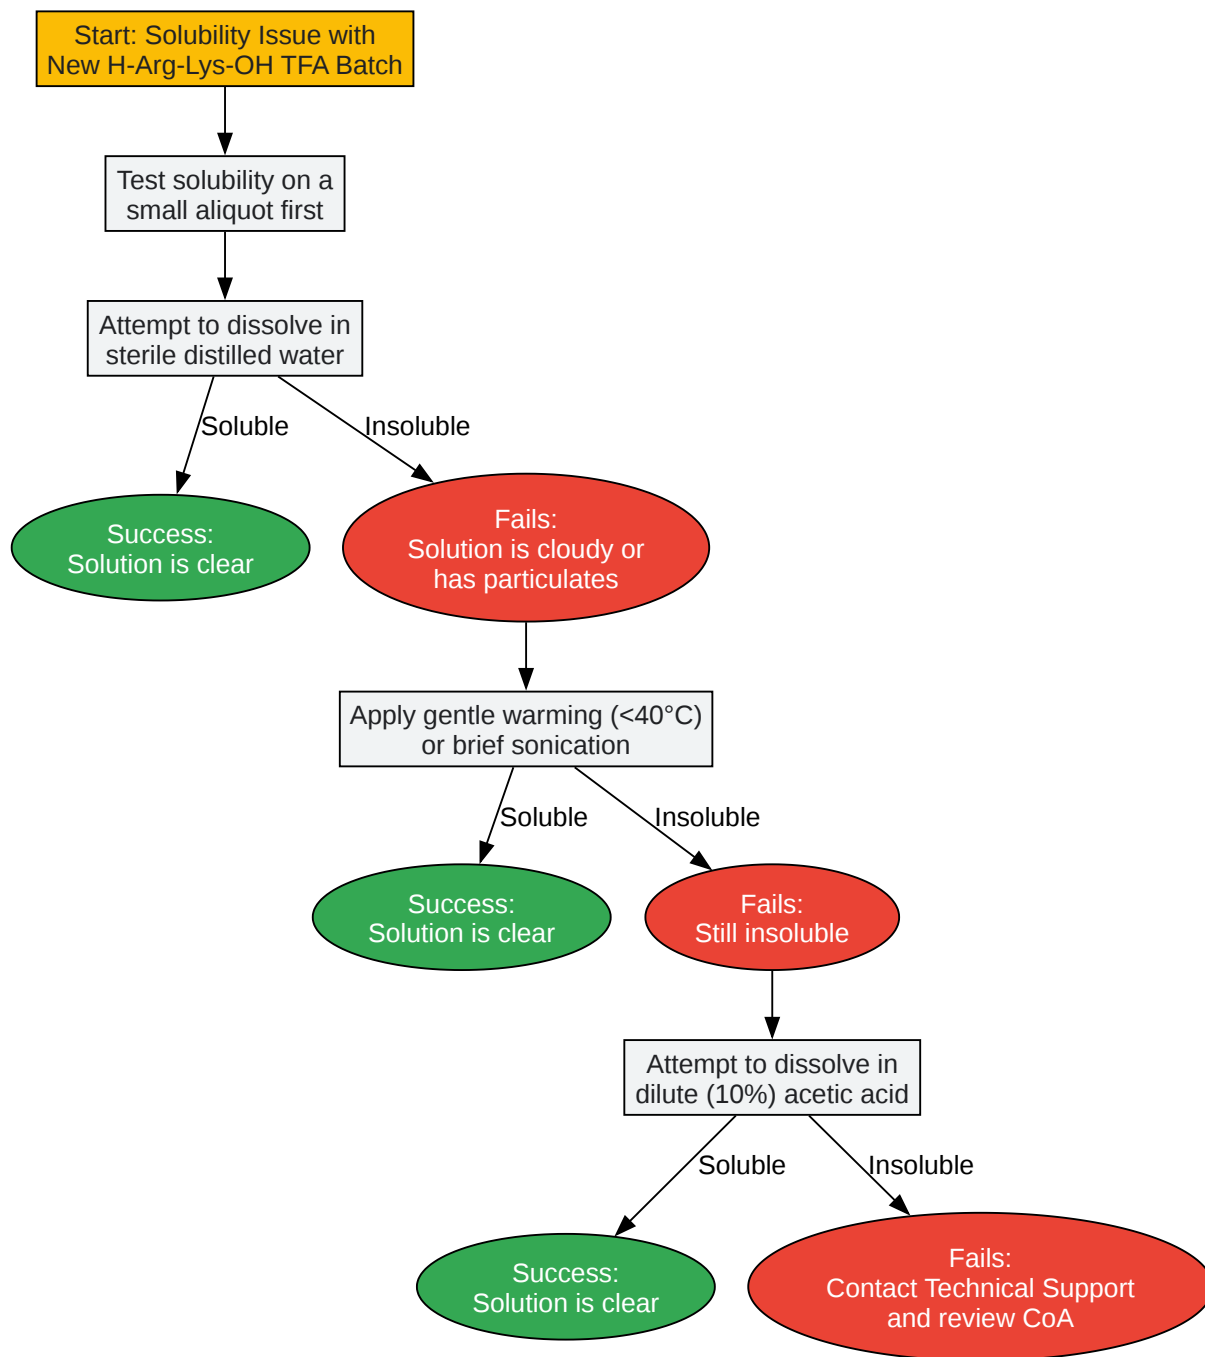 Start: Solubility Issue with
New H-Arg-Lys-OH TFA Batch
Test solubility on a
small aliquot first
Attempt to dissolve in
sterile distilled water
Soluble
Insoluble
Success:
Solution is clear
Fails:
Solution is cloudy or
has particulates
Apply gentle warming (<40°C)
or brief sonication
Soluble
Insoluble
Success:
Solution is clear
Fails:
Still insoluble
Attempt to dissolve in
dilute (10%) acetic acid
Soluble
Insoluble
Success:
Solution is clear
Fails:
Contact Technical Support
and review CoA